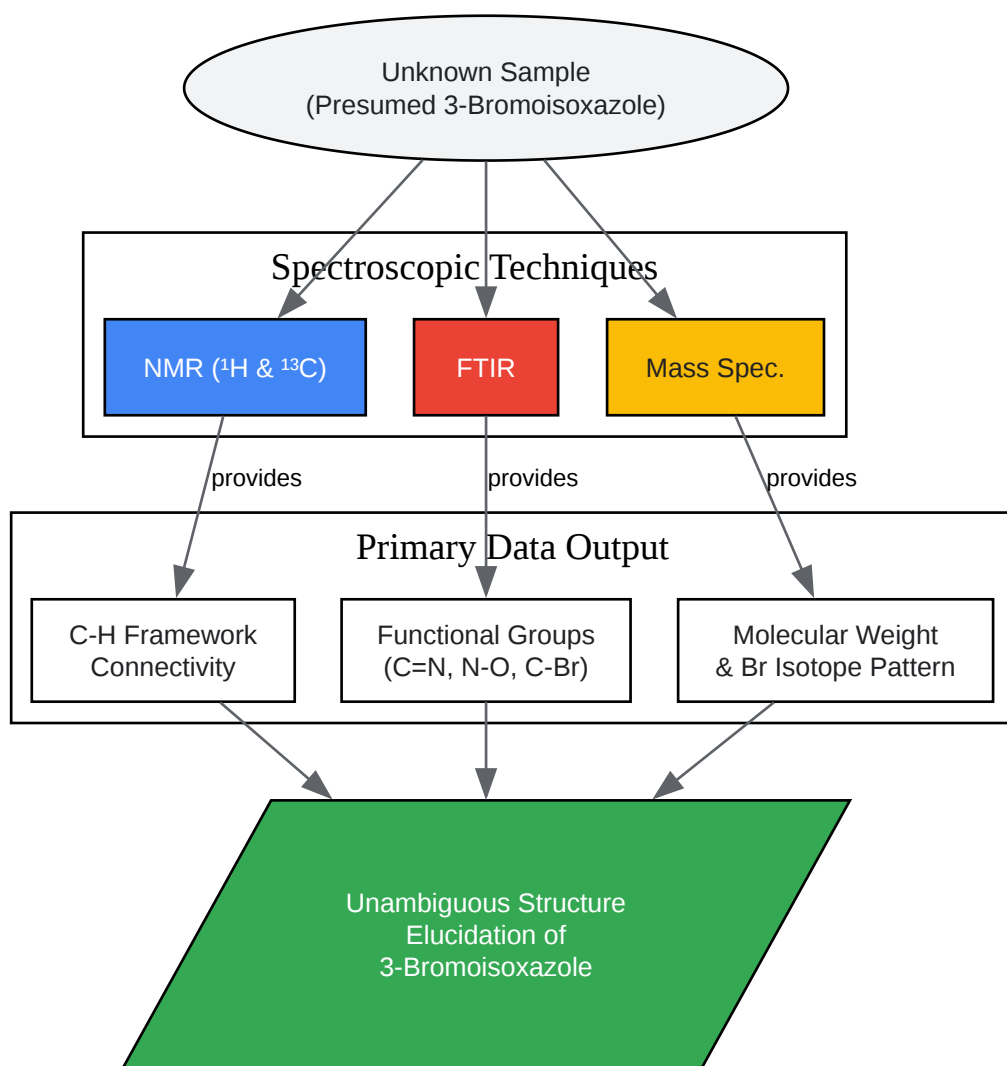 Unknown Sample
(Presumed 3-Bromoisoxazole)
Spectroscopic Techniques
NMR (¹H & ¹³C)
FTIR
Mass Spec.
provides
provides
provides
Primary Data Output
C-H Framework
Connectivity
Functional Groups
(C=N, N-O, C-Br)
Molecular Weight
& Br Isotope Pattern
Unambiguous Structure
Elucidation of
3-Bromoisoxazole